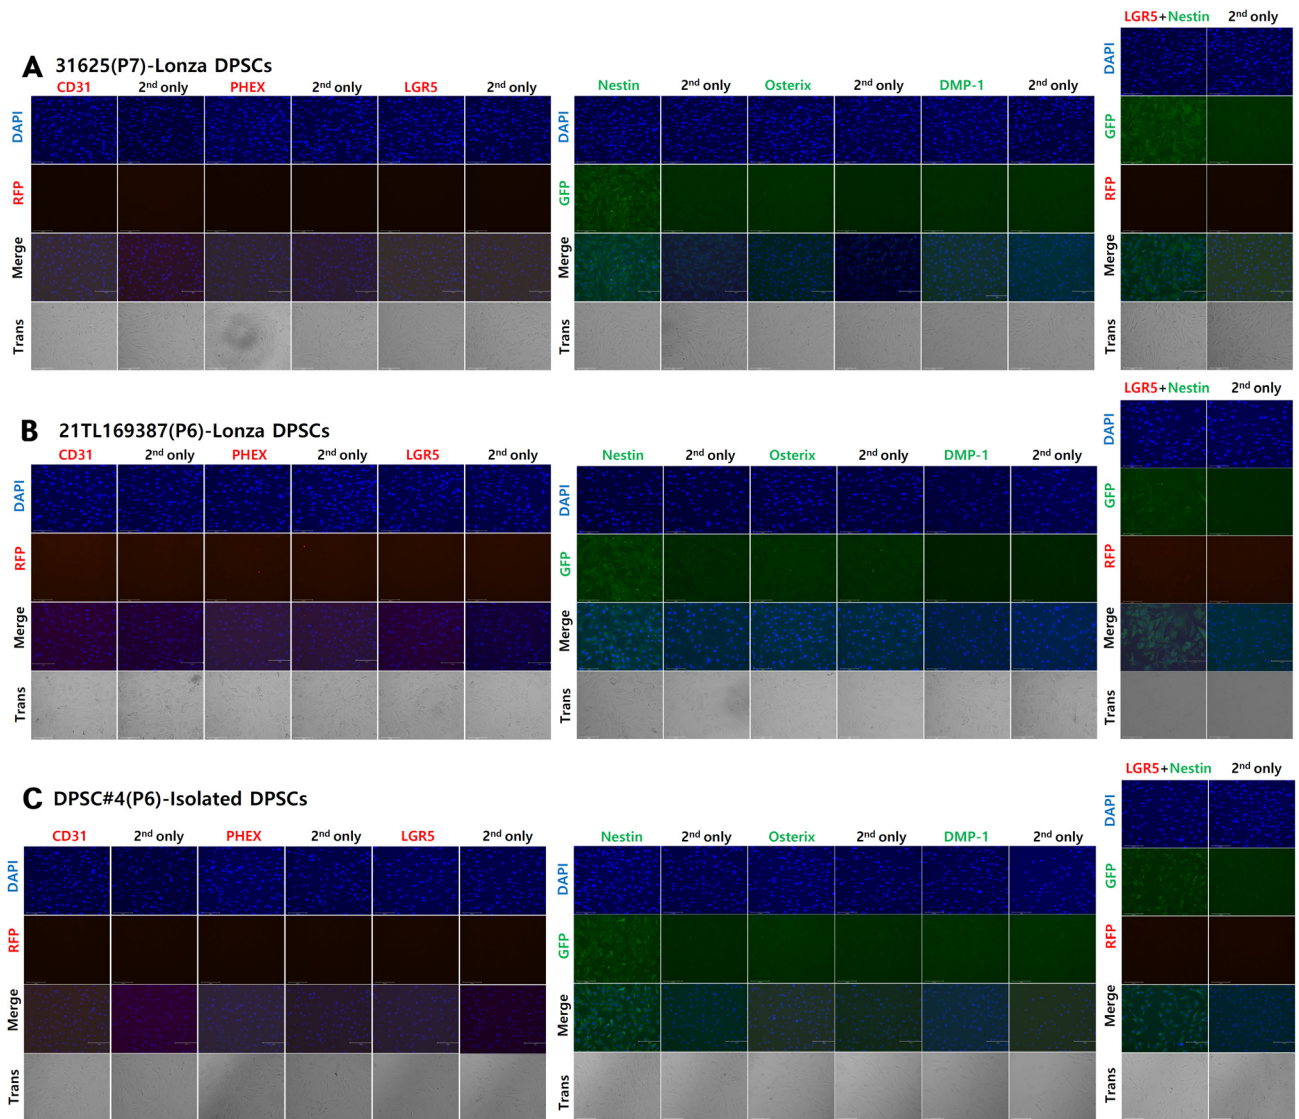 LGR5+Nestin 2nd only
A 31625(P7)-Lonza DPSCs
CD31 2nd only PHEX 2nd only LGR5 2nd only
Nestin 2nd only Osterix 2nd only DMP-1 2nd only
DAPI DAPI DAPI
RFP GFP GFP
Merge Merge RFP
Trans Trans Merge
Trans
LGR5+Nestin 2nd only
B 21TL169387(P6)-Lonza DPSCs
CD31 2nd only PHEX 2nd only LGR5 2nd only
Nestin 2nd only Osterix 2nd only DMP-1 2nd only
DAPI DAPI DAPI
RFP GFP GFP
Merge Merge RFP
Trans Trans Merge
Trans
LGR5+Nestin 2nd only
C DPSC#4(P6)-Isolated DPSCs
CD31 2nd only PHEX 2nd only LGR5 2nd only
Nestin 2nd only Osterix 2nd only DMP-1 2nd only
DAPI DAPI DAPI
RFP GFP GFP
Merge Merge RFP
Trans Trans Merge
Trans